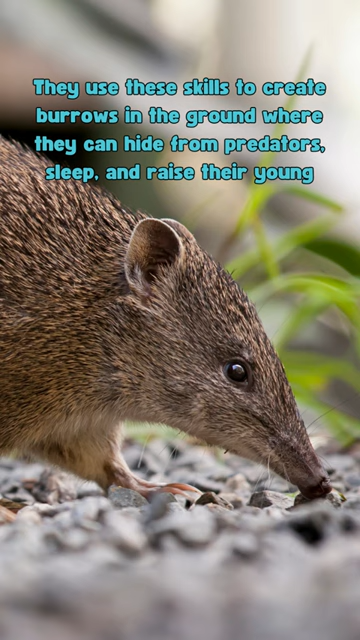 They use these skills to create
burrows in the ground where
they can hide from predators,
sleep, and raise their young